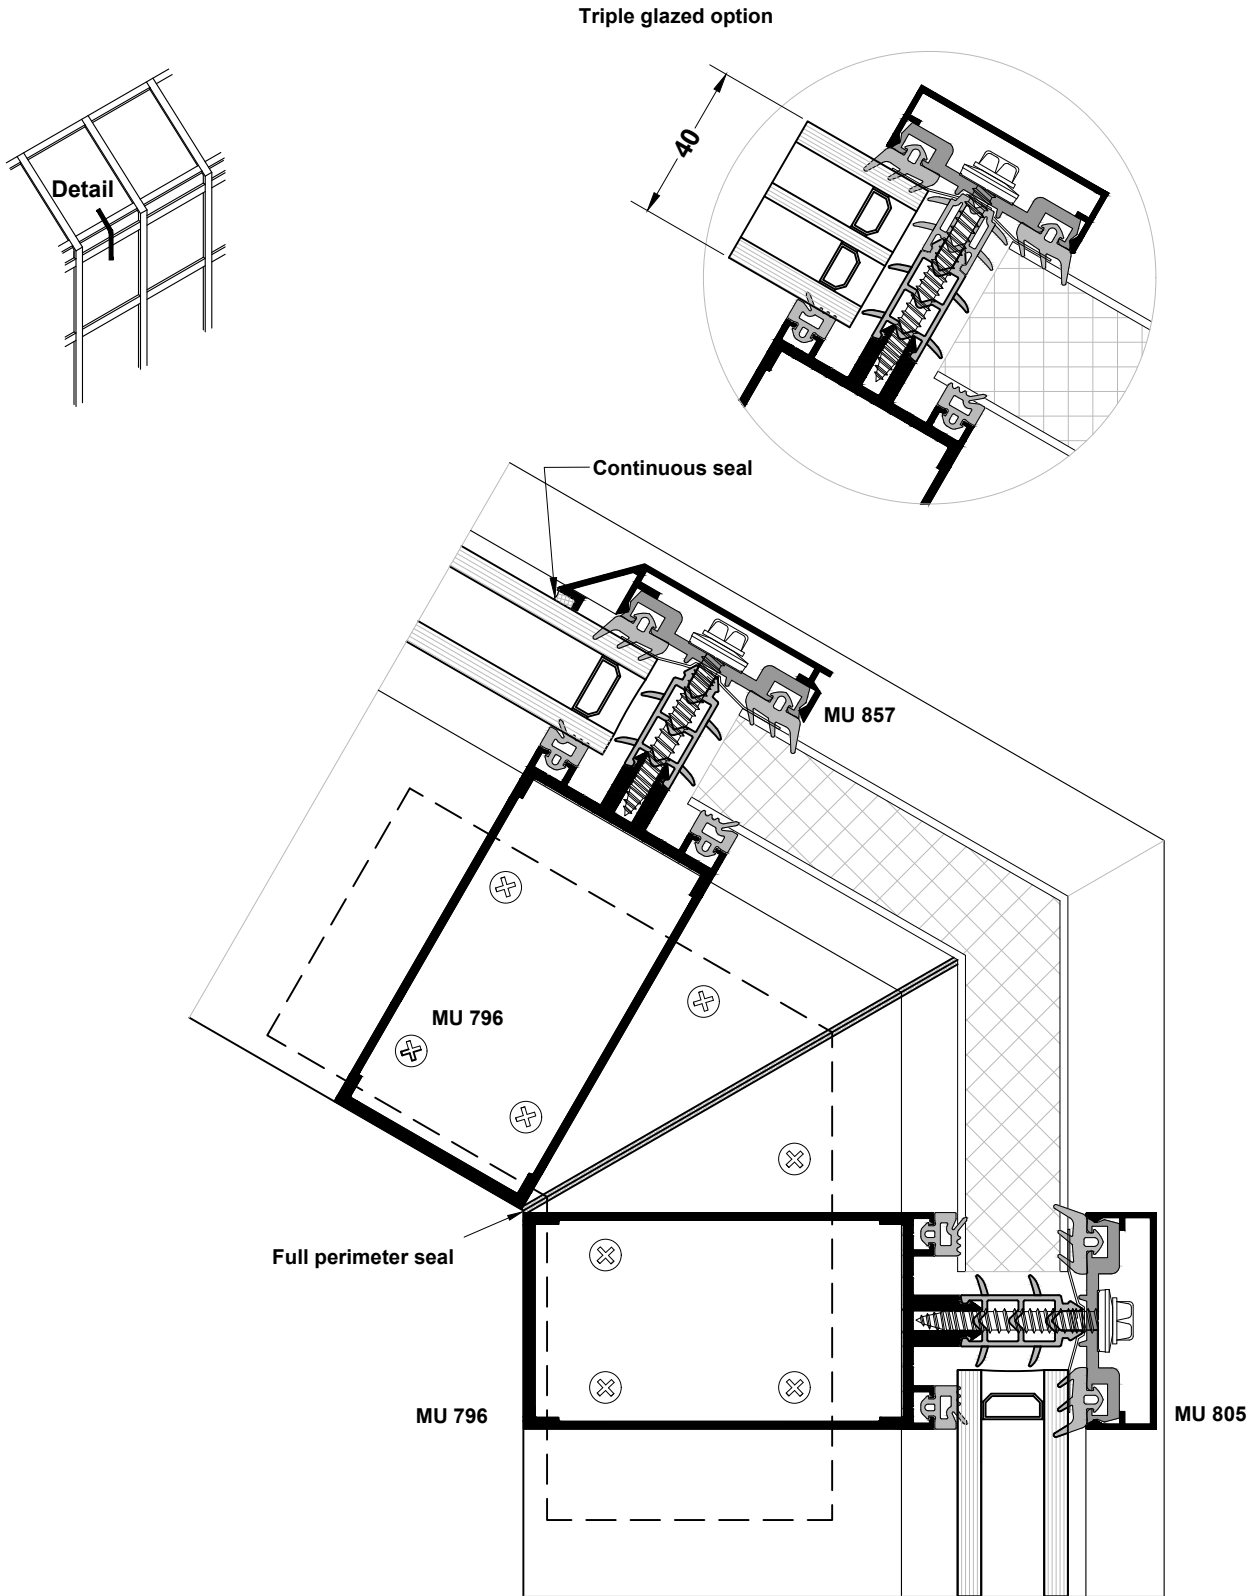 Triple glazed option
Detail
40
Continuous seal
MU 857
MU 796
Full perimeter seal
MU 796
MU 805